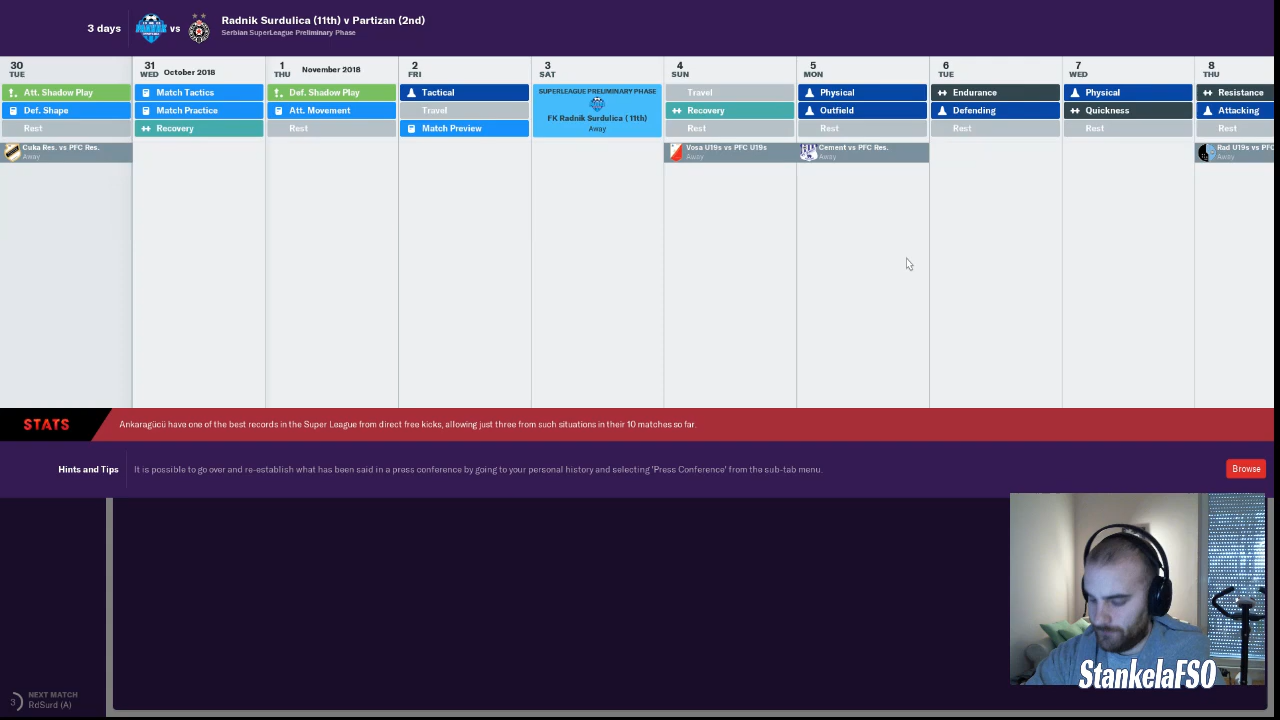 3 days
vs
Radnik Surdulica (11th) v Partizan (2nd)
Serbian SuperLeague Preliminary Phase
30
TUE
31
WED October 2018
1
THU November 2018
2
FRI
3
SAT
4
SUN
5
MON
6
TUE
7
WED
8
THU
Att. Shadow Play
Def. Shape
Rest
Cuka Res. vs PFC Res.
Away
Match Tactics
Match Practice
Recovery
Def. Shadow Play
Att. Movement
Rest
Tactical
Travel
Match Preview
SUPERLEAGUE PRELIMINARY PHASE
FK Radnik Surdulica ( 11th)
Away
Travel
Recovery
Rest
Vosa U19s vs PFC U19s
Away
Physical
Outfield
Rest
Cement vs PFC Res.
Away
Endurance
Defending
Rest
Physical
Quickness
Rest
Resistance
Attacking
Rest
Rad U19s vs PFC
Away
STATS
Ankaragücü have one of the best records in the Super League from direct free kicks, allowing just three from such situations in their 10 matches so far.
Hints and Tips
It is possible to go over and re-establish what has been said in a press conference by going to your personal history and selecting 'Press Conference' from the sub-tab menu.
Browse
StankelaFSO
3
NEXT MATCH
RdSurd (A)